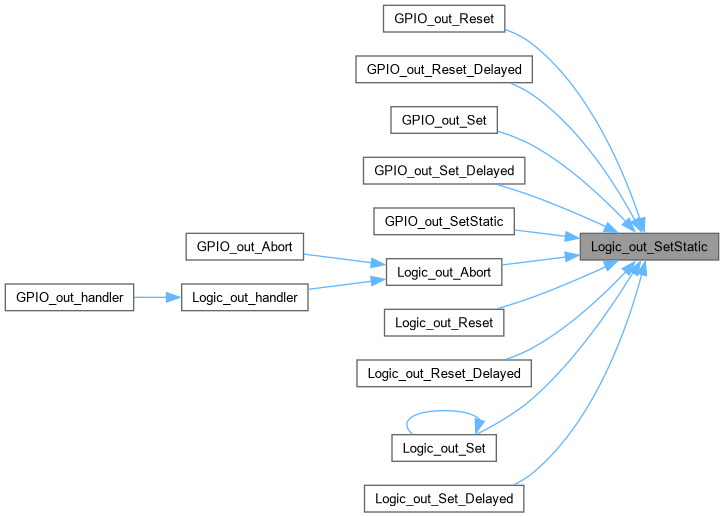 GPIO_out_Reset
GPIO_out_Reset_Delayed
GPIO_out_Set
GPIO_out_Set_Delayed
GPIO_out_SetStatic
GPIO_out_Abort
Logic_out_SetStatic
Logic_out_Abort
GPIO_out_handler
Logic_out_handler
Logic_out_Reset
Logic_out_Reset_Delayed
Logic_out_Set
Logic_out_Set_Delayed